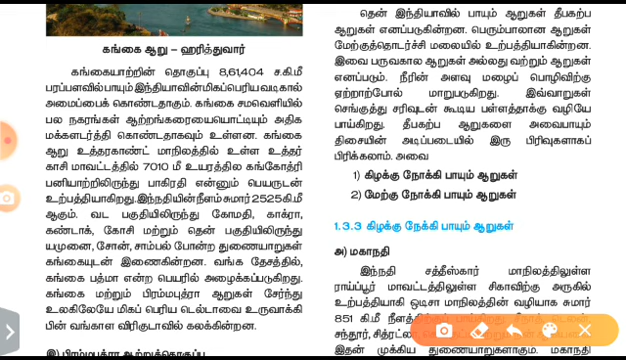 கங்கை ஆறு – ஹரித்துவார்
கங்கையாற்றின் தொகுப்பு 8,61,404 ச.கி.மீ
பரப்பளவில் பாயும் இந்தியாவின் மிகப்பெரிய வடிகால்
அமைப்பைக் கொண்டதாகும். கங்கை சமவெளியில்
பல நகரங்கள் ஆற்றங்கரையையொட்டியும் அதிக
மக்களடர்த்தி கொண்டதாகவும் உள்ளன. கங்கை
ஆறு உத்தரகாண்ட் மாநிலத்தில் உள்ள உத்தர்
காசி மாவட்டத்தில் 7010 மீ உயரத்தில கங்கோத்ரி
பனியாற்றிலிருந்து பாகிரதி என்னும் பெயருடன்
உற்பத்தியாகிறது. இந்நதியின் நீளம் சுமார் 2525 கி.மீ
ஆகும். வட பகுதியிலிருந்து கோமதி, காக்ரா,
கண்டாக், கோசி மற்றும் தென் பகுதியிலிருந்து
யமுனை, சோன், சாம்பல் போன்ற துணையாறுகள்
கங்கையுடன் இணைகின்றன. வங்க தேசத்தில்,
கங்கை பத்மா என்ற பெயரில் அழைக்கப்படுகிறது.
கங்கை மற்றும் பிரம்மபுத்ரா ஆறுகள் சேர்ந்து
உலகிலேயே மிகப் பெரிய டெல்டாவை உருவாக்கி
பின் வங்காள விரிகுடாவில் கலக்கின்றன.
இ) பிரம்மபுத்ரா ஆற்றுத்தொகுப்பு
தென் இந்தியாவில் பாயும் ஆறுகள் தீபகற்ப
ஆறுகள் எனப்படுகின்றன. பெரும்பாலான ஆறுகள்
மேற்குத்தொடர்ச்சி மலையில் உற்பத்தியாகின்றன.
இவை பருவகால ஆறுகள் அல்லது வற்றும் ஆறுகள்
எனப்படும். நீரின் அளவு மழைப் பொழிவிற்கு
ஏற்றாற்போல் மாறுபடுகிறது. இவ்வாறுகள்
செங்குத்து சரிவுடன் கூடிய பள்ளத்தாக்கு வழியே
பாய்கிறது. தீபகற்ப ஆறுகளை அவைபாயும்
திசையின் அடிப்படையில் இரு பிரிவுகளாகப்
பிரிக்கலாம். அவை
1) கிழக்கு நோக்கி பாயும் ஆறுகள்
2) மேற்கு நோக்கி பாயும் ஆறுகள்
1.3.3 கிழக்கு நேக்கி பாயும் ஆறுகள்
அ) மகாநதி
இந்நதி சத்தீஸ்கார் மாநிலத்திலுள்ள
ராய்ப்பூர் மாவட்டத்திலுள்ள சிகாவிற்கு அருகில்
உற்பத்தியாகி ஒடிசா மாநிலத்தின் வழியாக சுமார்
851 கி.மீ நீளத்திற்குப்
சந்தூர், சித்ரட்லா,
இதன் முக்கிய துணையாறுகளாகும். மகாநதி